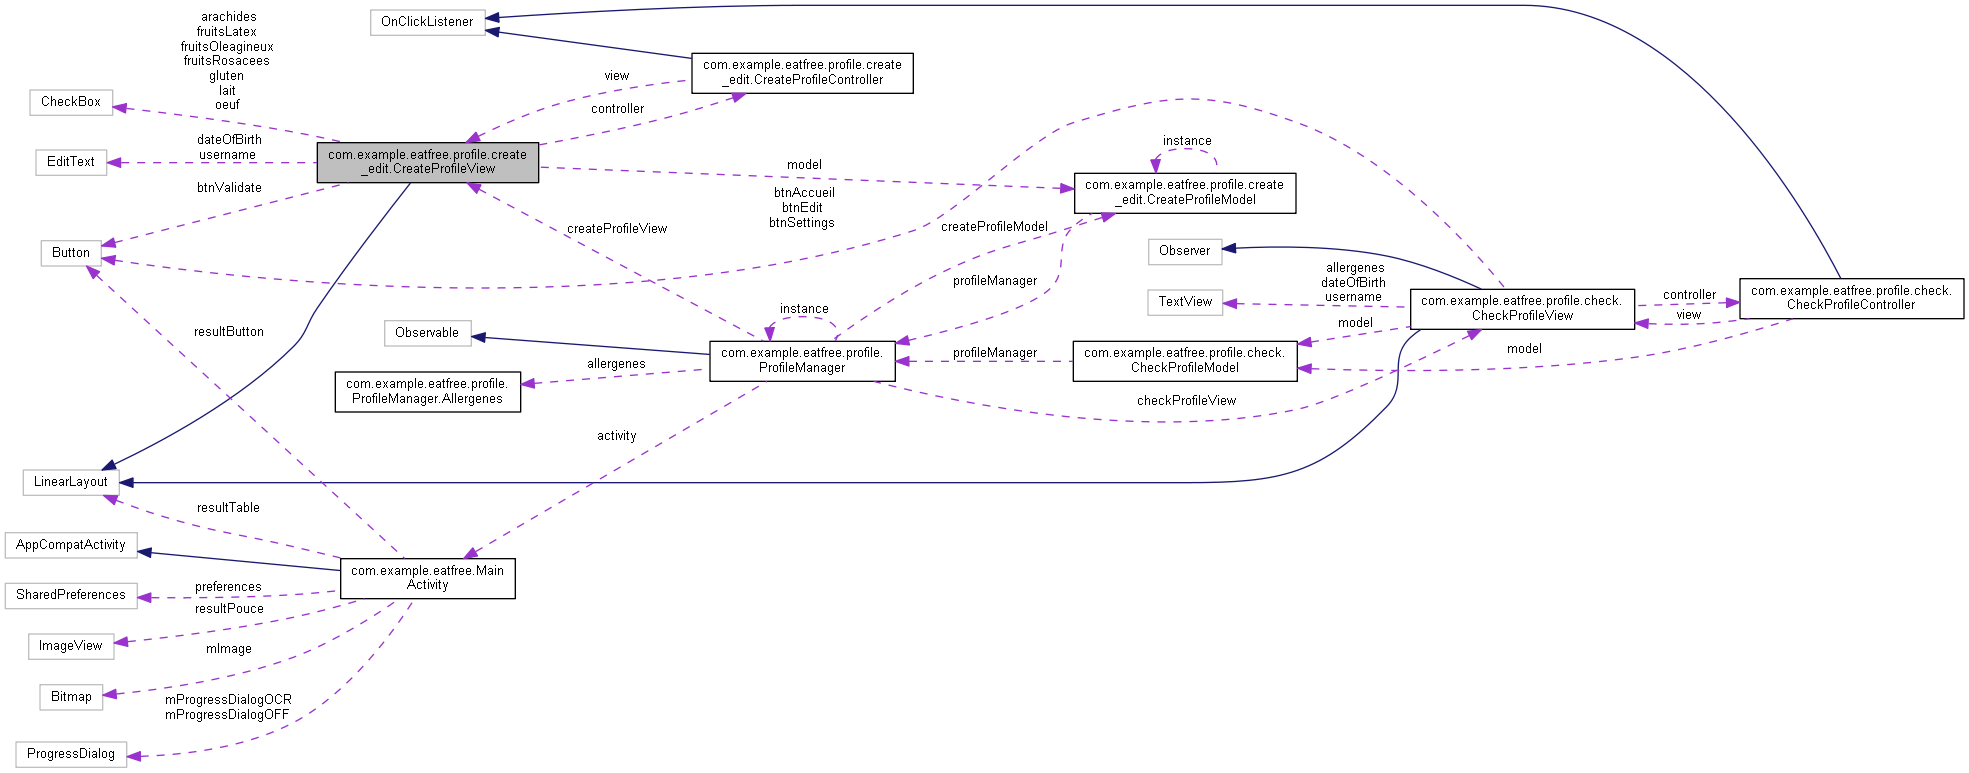 arachides
fruitsLatex
fruitsOleagineux
fruitsRosacees
gluten
lait
oeuf
OnClickListener
com.example.eatfree.profile.create
_edit.CreateProfileController
view
controller
CheckBox
dateOfBirth
username
EditText
com.example.eatfree.profile.create
_edit.CreateProfileView
btnValidate
model
instance
com.example.eatfree.profile.create
_edit.CreateProfileModel
btnAccueil
btnEdit
btnSettings
createProfileView
createProfileModel
Button
Observer
profileManager
allergenes
dateOfBirth
username
TextView
com.example.eatfree.profile.check.
CheckProfileView
controller
view
com.example.eatfree.profile.check.
CheckProfileController
resultButton
instance
Observable
com.example.eatfree.profile.
ProfileManager
model
profileManager
com.example.eatfree.profile.check.
CheckProfileModel
model
allergenes
com.example.eatfree.profile.
ProfileManager.Allergenes
checkProfileView
activity
LinearLayout
resultTable
AppCompatActivity
com.example.eatfree.Main
Activity
preferences
SharedPreferences
resultPouce
ImageView
mImage
Bitmap
mProgressDialogOCR
mProgressDialogOFF
ProgressDialog